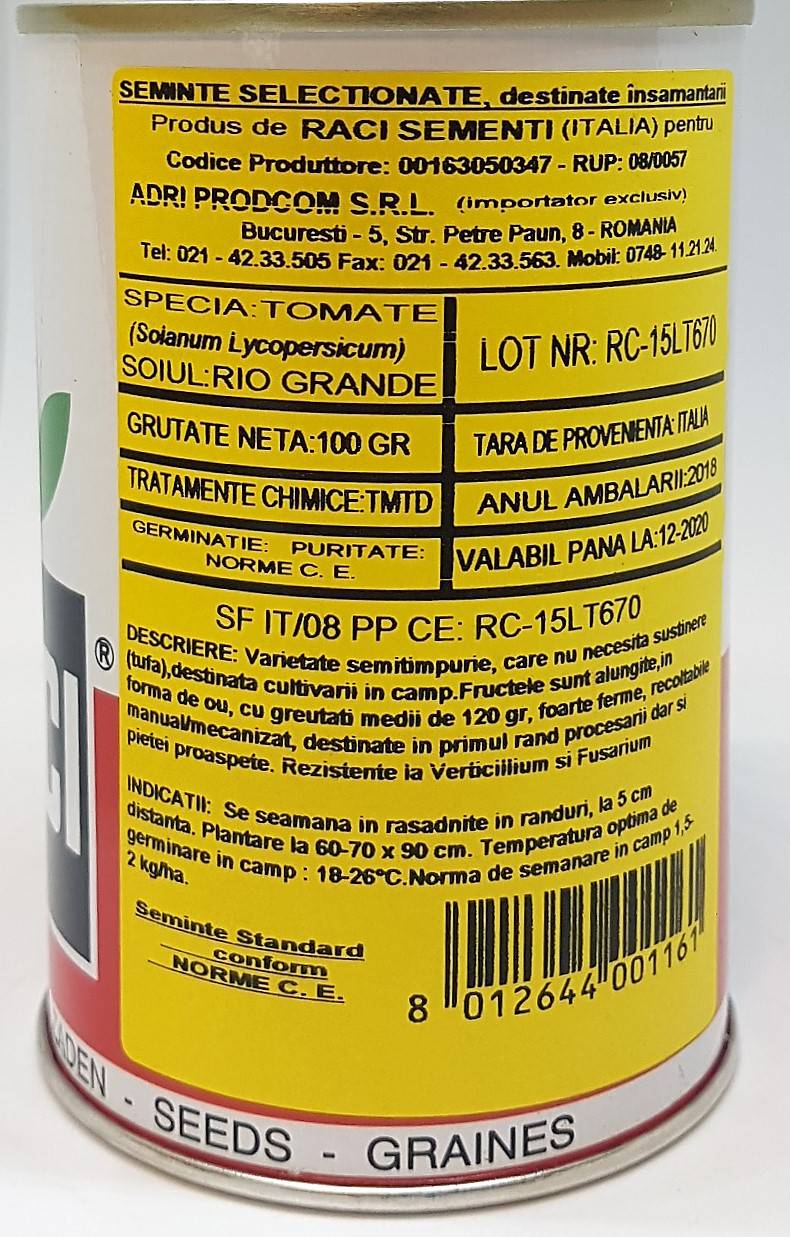 SEMINTE SELECTIONATE, destinate însamantarii
Produs de RACI SEMENTI (ITALIA) pentru
Codice Produttore: 00163050347 - RUP: 08/0057
ADRI PRODCOM S.R.L. (importator exclusiv)
Bucuresti - 5, Str. Petre Paun, 8 - ROMANIA
Tel: 021 - 42.33.505 Fax: 021 - 42.33.563. Mobil: 0748- 11.21.24.
SPECIA:TOMATE
(Solanum Lycopersicum)
SOIUL:RIO GRANDE
LOT NR: RC-15LT670
GRUTATE NETA:100 GR
TARA DE PROVENIENTA: ITALIA
TRATAMENTE CHIMICE:TMTD
ANUL AMBALARII:2018
GERMINATIE: PURITATE:
NORME C. E.
VALABIL PANA LA:12-2020
SF IT/08 PP CE: RC-15LT670
DESCRIERE: Varietate semitimpurie, care nu necesita sustinere
(tufa),destinata cultivarii in camp.Fructele sunt alungite,in
forma de ou, cu greutati medii de 120 gr, foarte ferme, recoltabile
manual/mecanizat, destinate in primul rand procesarii dar si
pietei proaspete. Rezistente la Verticillium si Fusarium
INDICATII: Se seamana in rasadnite in randuri, la 5 cm
distanta. Plantare la 60-70 x 90 cm. Temperatura optima de
germinare in camp : 18-26°C.Norma de semanare in camp 1,5-
2 kg/ha.
Seminte Standard
conform
NORME C. E.
8 012644 001161
CI ®
ZADEN - SEEDS - GRAINES